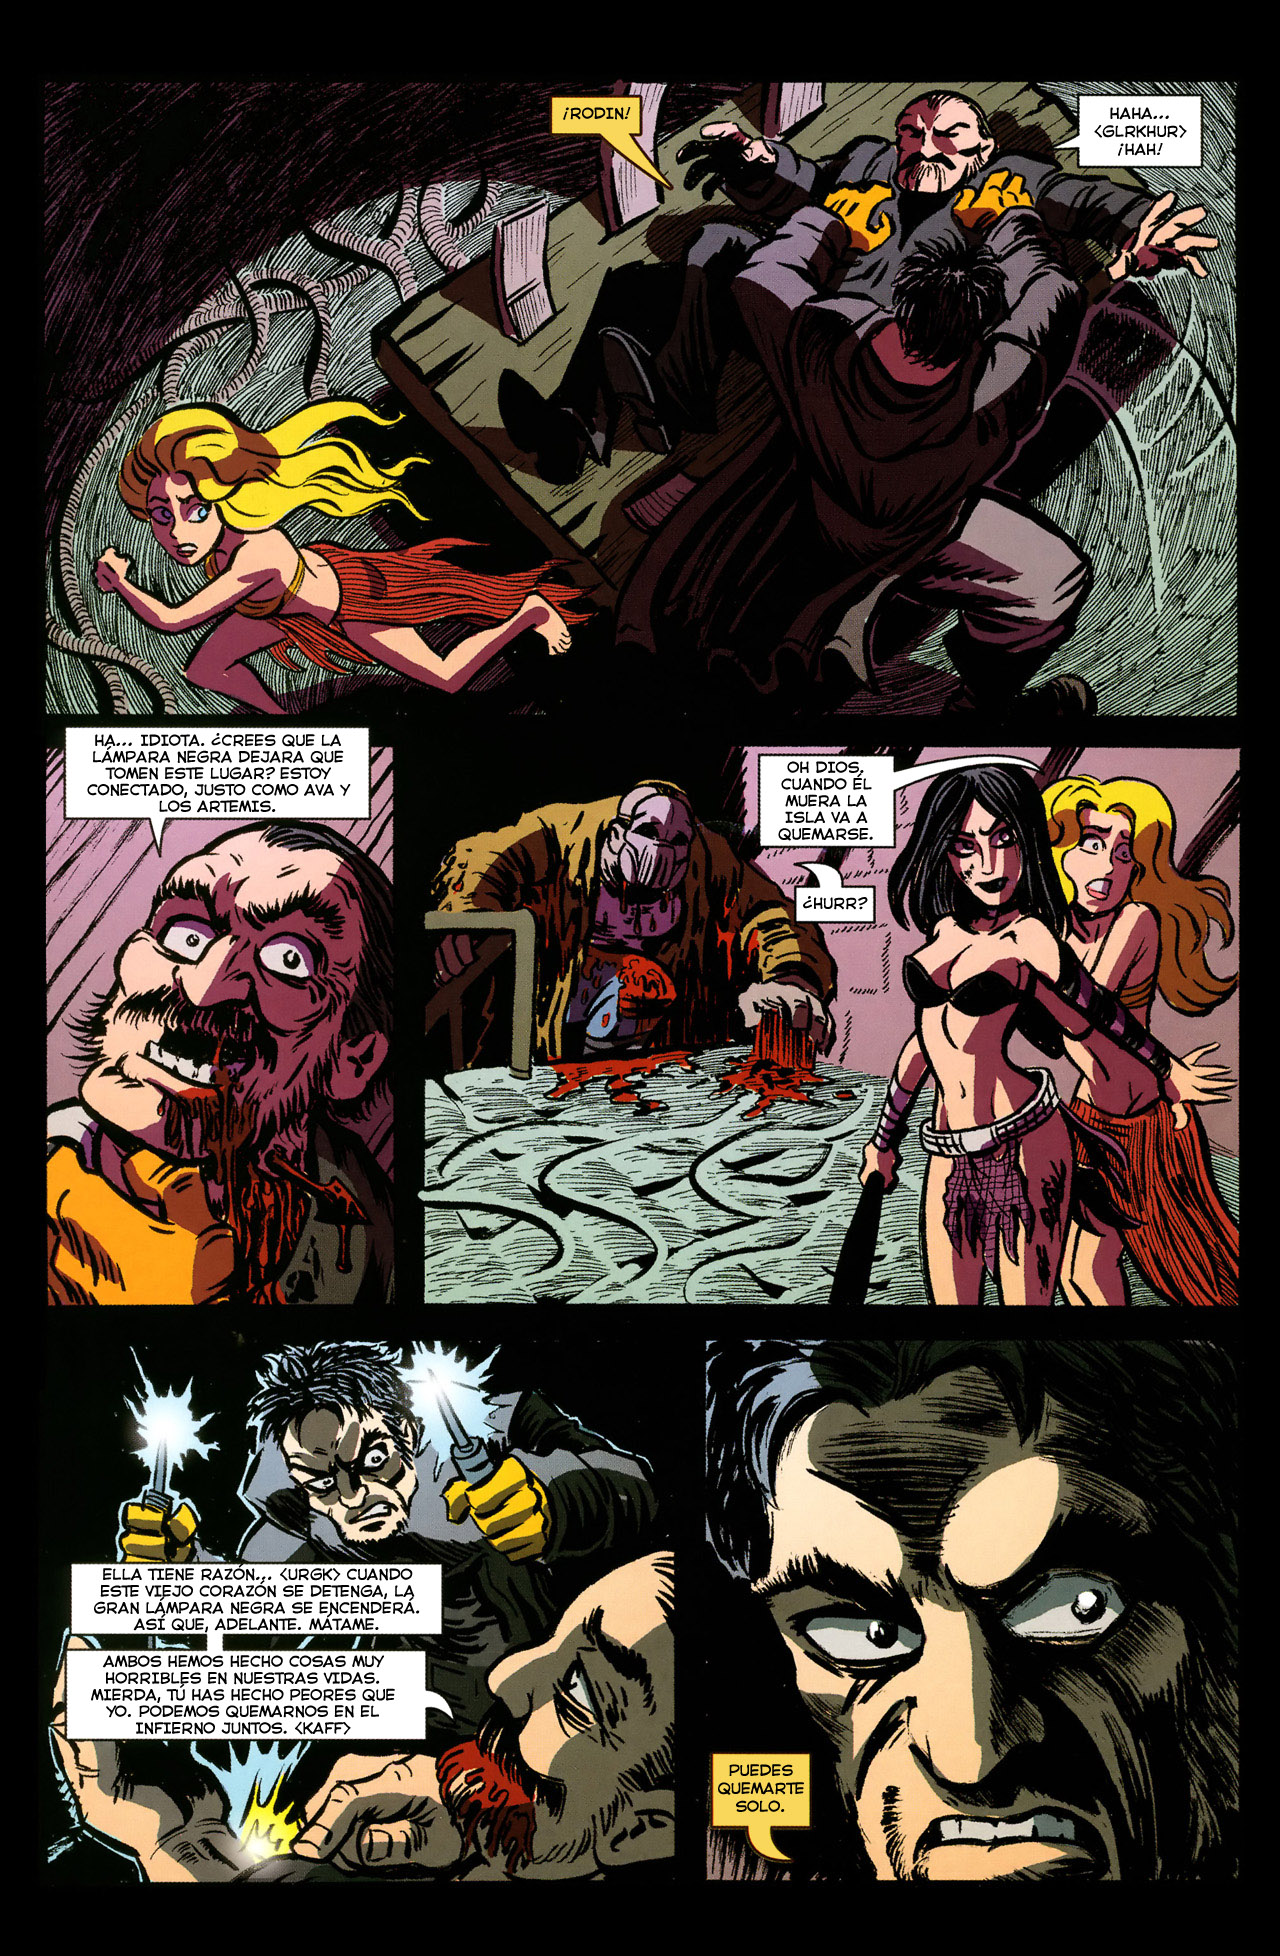 ¡RODIN!
HAHA...
<GLRKHUR>
¡HAH!
HA... IDIOTA. ¿CREES QUE LA
LÁMPARA NEGRA DEJARA QUE
TOMEN ESTE LUGAR? ESTOY
CONECTADO, JUSTO COMO AVA Y
LOS ARTEMIS.
OH DIOS,
CUANDO ÉL
MUERA LA
ISLA VA A
QUEMARSE.
¿HURR?
ELLA TIENE RAZÓN... <URGK> CUANDO
ESTE VIEJO CORAZÓN SE DETENGA, LA
GRAN LÁMPARA NEGRA SE ENCENDERÁ.
ASÍ QUE, ADELANTE. MÁTAME.
AMBOS HEMOS HECHO COSAS MUY
HORRIBLES EN NUESTRAS VIDAS.
MIERDA, TÚ HAS HECHO PEORES QUE
YO. PODEMOS QUEMARNOS EN EL
INFIERNO JUNTOS. <KAFF>
PUEDES
QUEMARTE
SOLO.